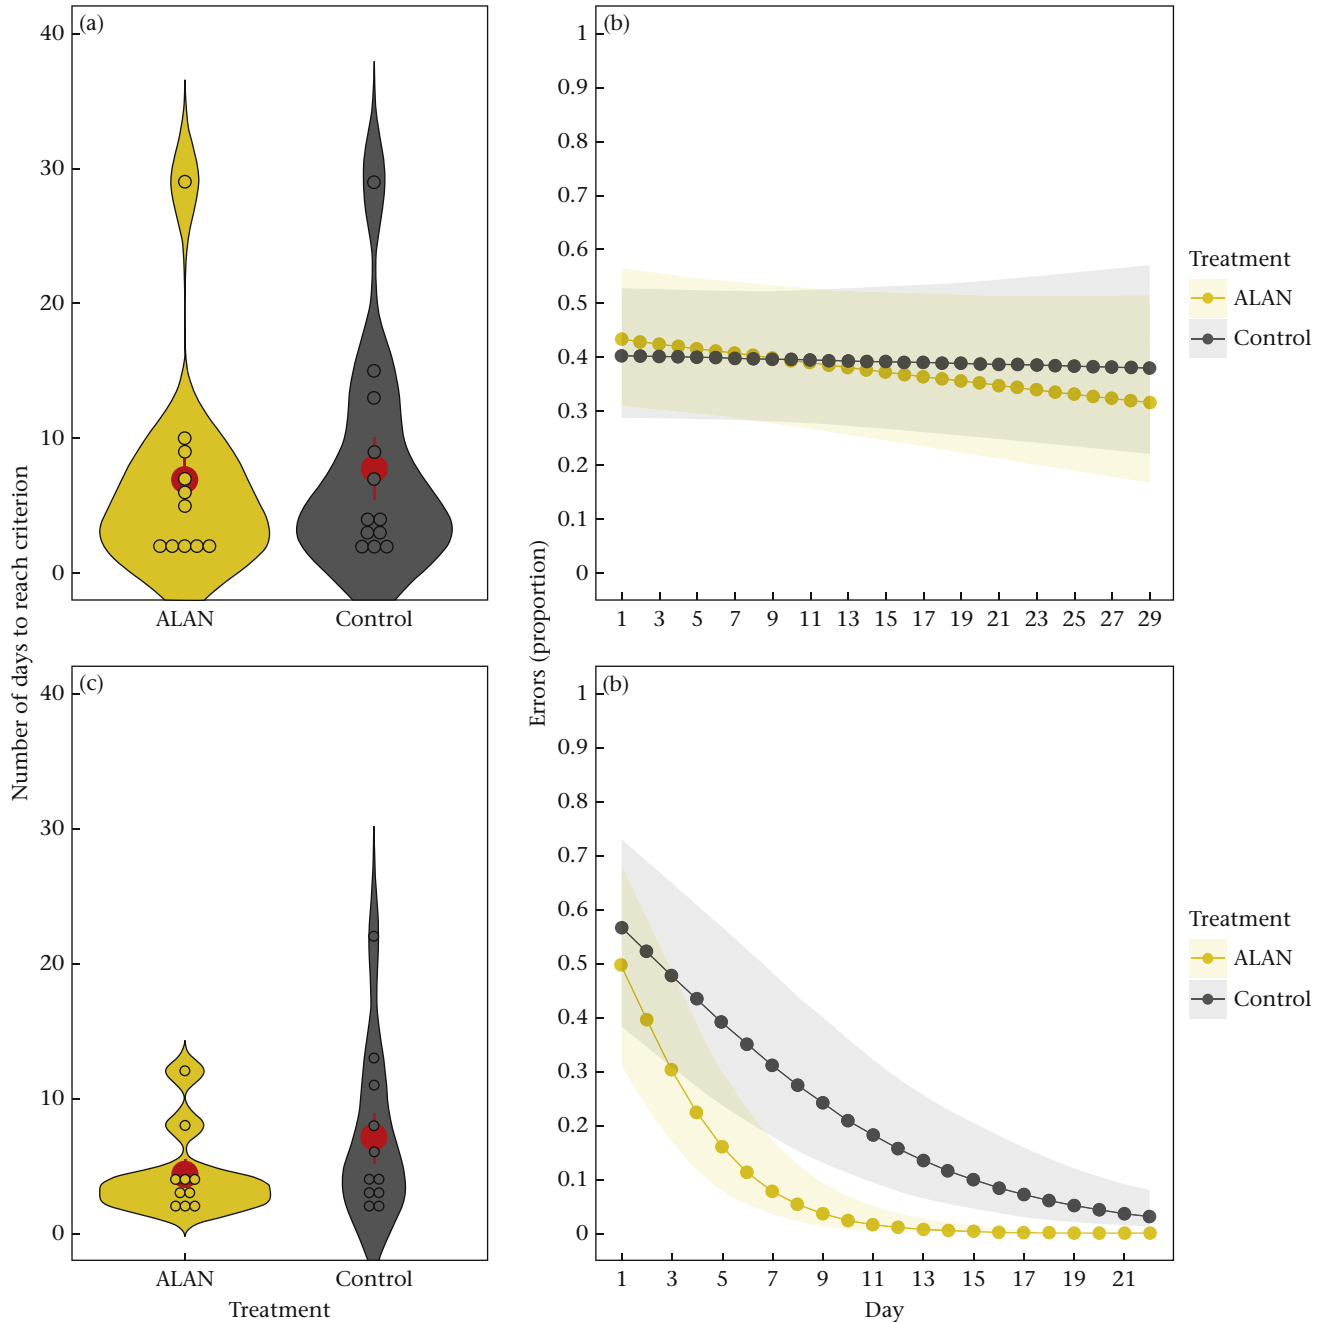 (a)
40
30
20
10
0
ALAN
Control
(b)
1
0.9
0.8
0.7
0.6
0.5
0.4
0.3
0.2
0.1
0
1 3 5 7 9 11 13 15 17 19 21 23 25 27 29
Treatment
ALAN
Control
Number of days to reach criterion
Errors (proportion)
(c)
40
30
20
10
0
ALAN
Control
Treatment
(b)
1
0.9
0.8
0.7
0.6
0.5
0.4
0.3
0.2
0.1
0
1 3 5 7 9 11 13 15 17 19 21
Day
Treatment
ALAN
Control